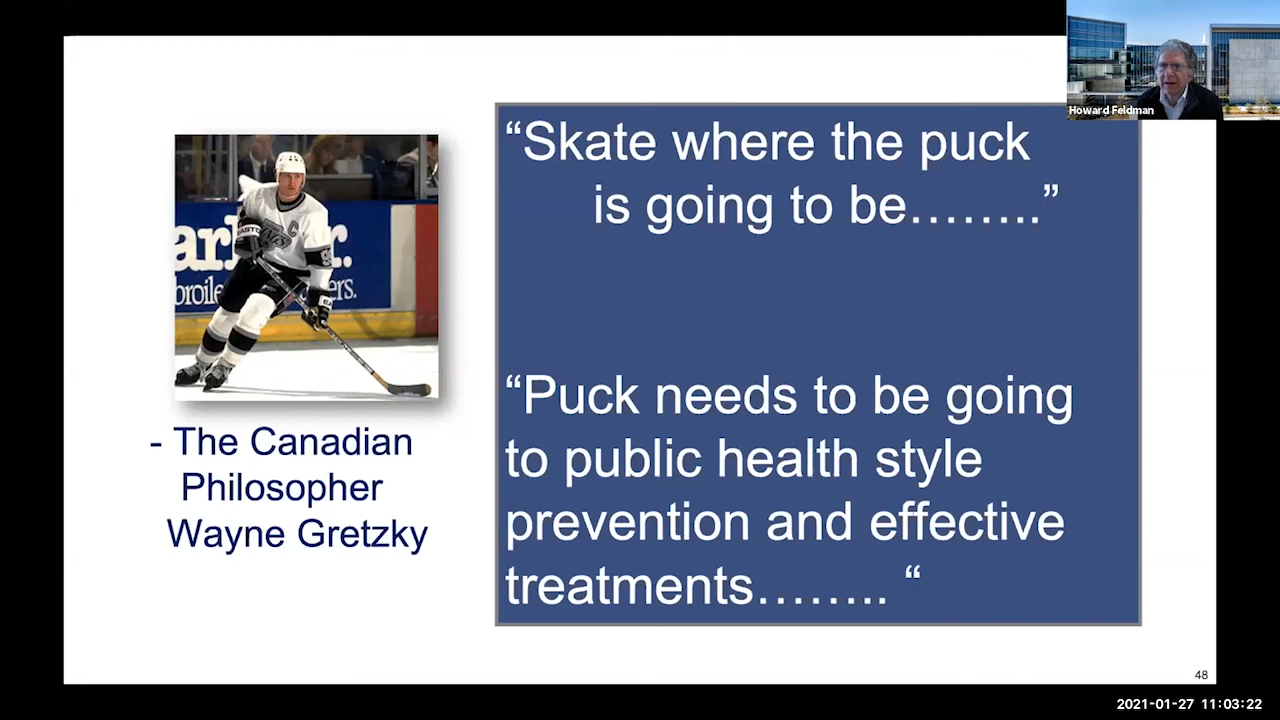 Howard Feldman
“Skate where the puck
is going to be........”
“Puck needs to be going
to public health style
prevention and effective
treatments........ “
- The Canadian
Philosopher
Wayne Gretzky
48
2021-01-27 11:03:22